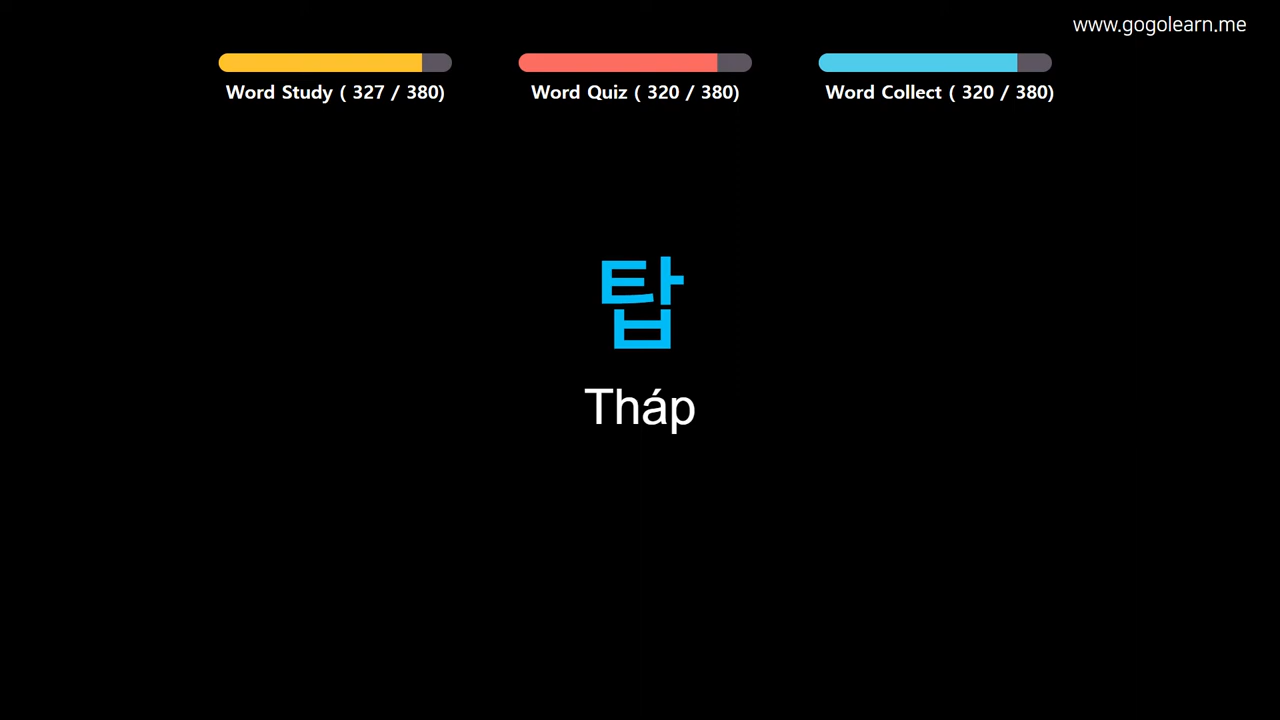 www.gogolearn.me
Word Study ( 327 / 380)
Word Quiz ( 320 / 380)
Word Collect ( 320 / 380)
탑
Tháp